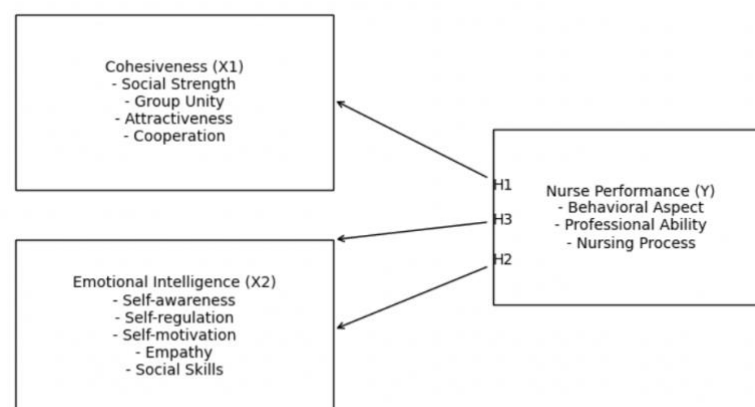 Cohesiveness (X1)
- Social Strength
- Group Unity
- Attractiveness
- Cooperation
Emotional Intelligence (X2)
- Self-awareness
- Self-regulation
- Self-motivation
- Empathy
- Social Skills
H1
H3
H2
Nurse Performance (Y)
- Behavioral Aspect
- Professional Ability
- Nursing Process